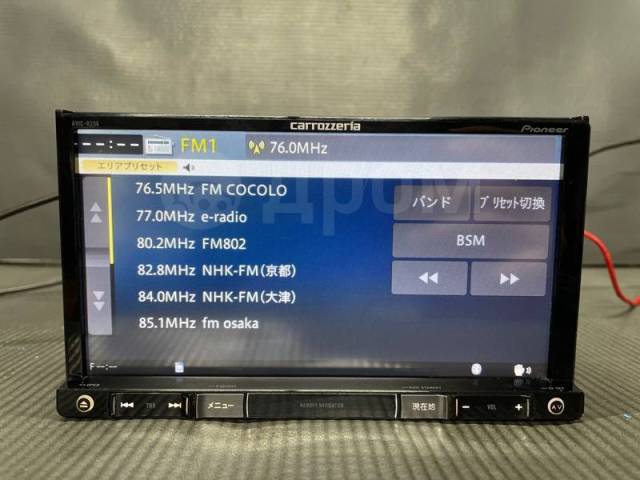 carrozzeria
Pioneer
--:-- FM1 76.0MHz
エリアプリセット
76.5MHz FM COCOLO
77.0MHz e-radio
80.2MHz FM802
82.8MHz NHK-FM(京都)
84.0MHz NHK-FM(大津)
85.1MHz fm osaka
バンド プリセット切換
BSM
дром
F--:--
TRK メニュー 現在地 - VOL + AV